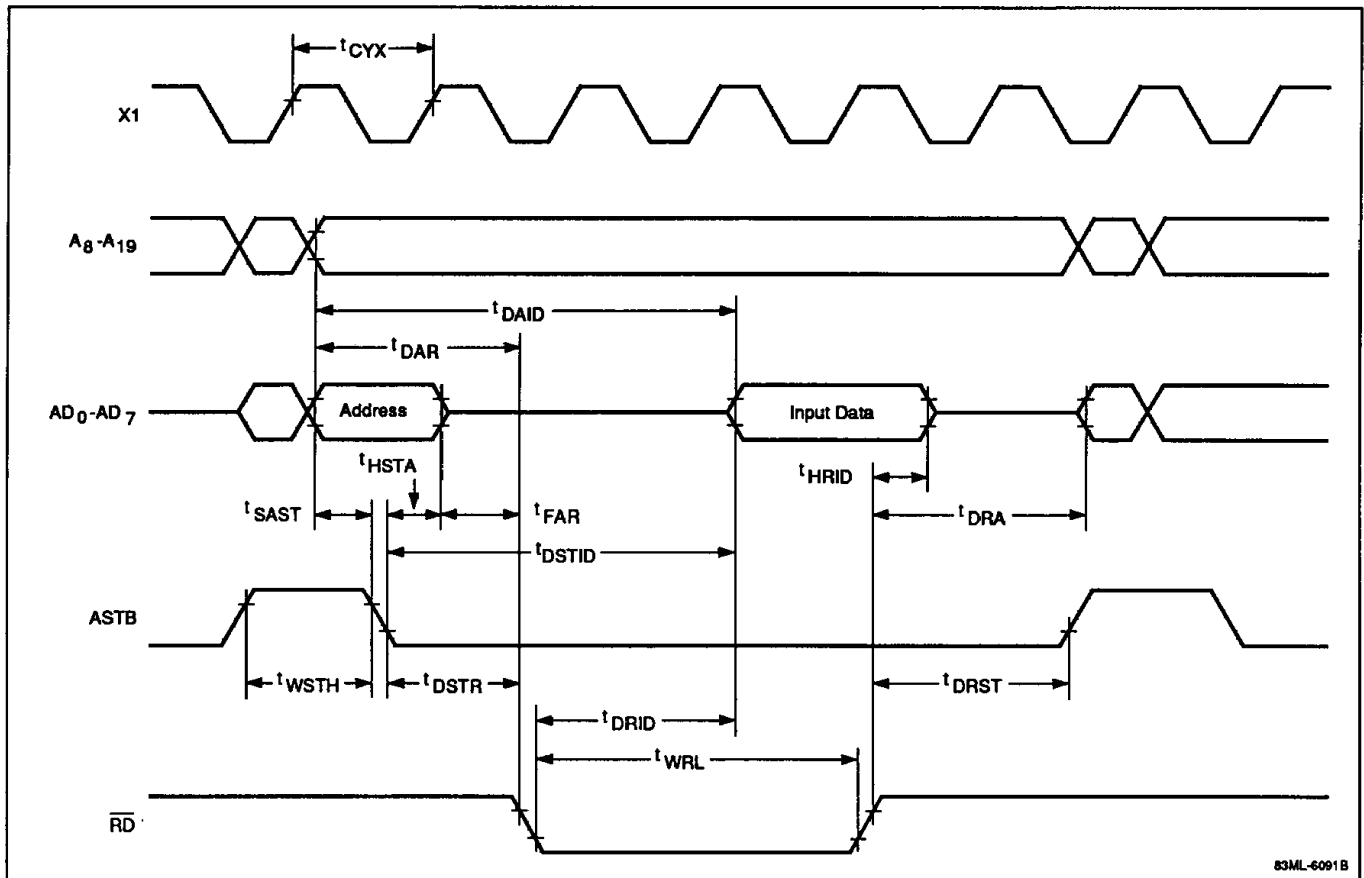 tCYX
X1
A8-A19
tDAID
tDAR
AD0-AD7
Address
Input Data
tHSTA
tHRID
tSAST
tFAR
tDRA
tDSTID
ASTB
tWSTH
tDSTR
tDRST
tDRID
tWRL
RD
83ML-6091B